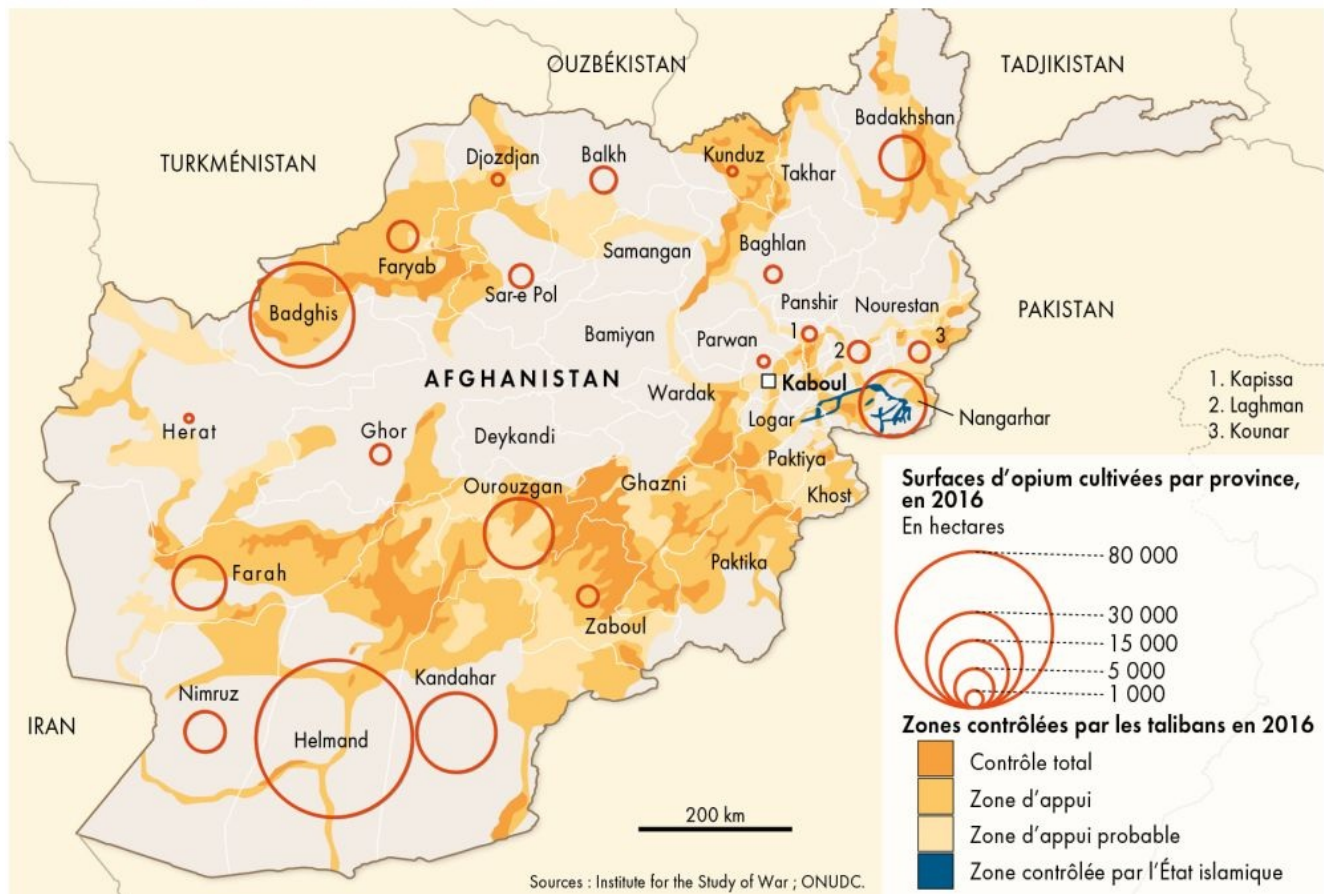 OUZBÉKISTAN
TADJIKISTAN
TURKMÉNISTAN
Badakhshan
Djozdjan
Balkh
Kunduz
Takhar
Faryab
Samangan
Baghlan
Badghis
Sar-e Pol
Panshir
Nourestan
PAKISTAN
Bamiyan
Parwan
1
2
3
AFGHANISTAN
Wardak
Kaboul
1. Kapissa
2. Laghman
3. Kounar
Herat
Ghor
Deykandi
Logar
Nangarhar
Paktiya
Ourouzgan
Ghazni
Khost
Farah
Paktika
Zaboul
Nimruz
Kandahar
IRAN
Helmand
Surfaces d'opium cultivées par province,
en 2016
En hectares
80 000
30 000
15 000
5 000
1 000
Zones contrôlées par les talibans en 2016
Contrôle total
Zone d'appui
Zone d'appui probable
Zone contrôlée par l'État islamique
200 km
Sources : Institute for the Study of War ; ONUDC.